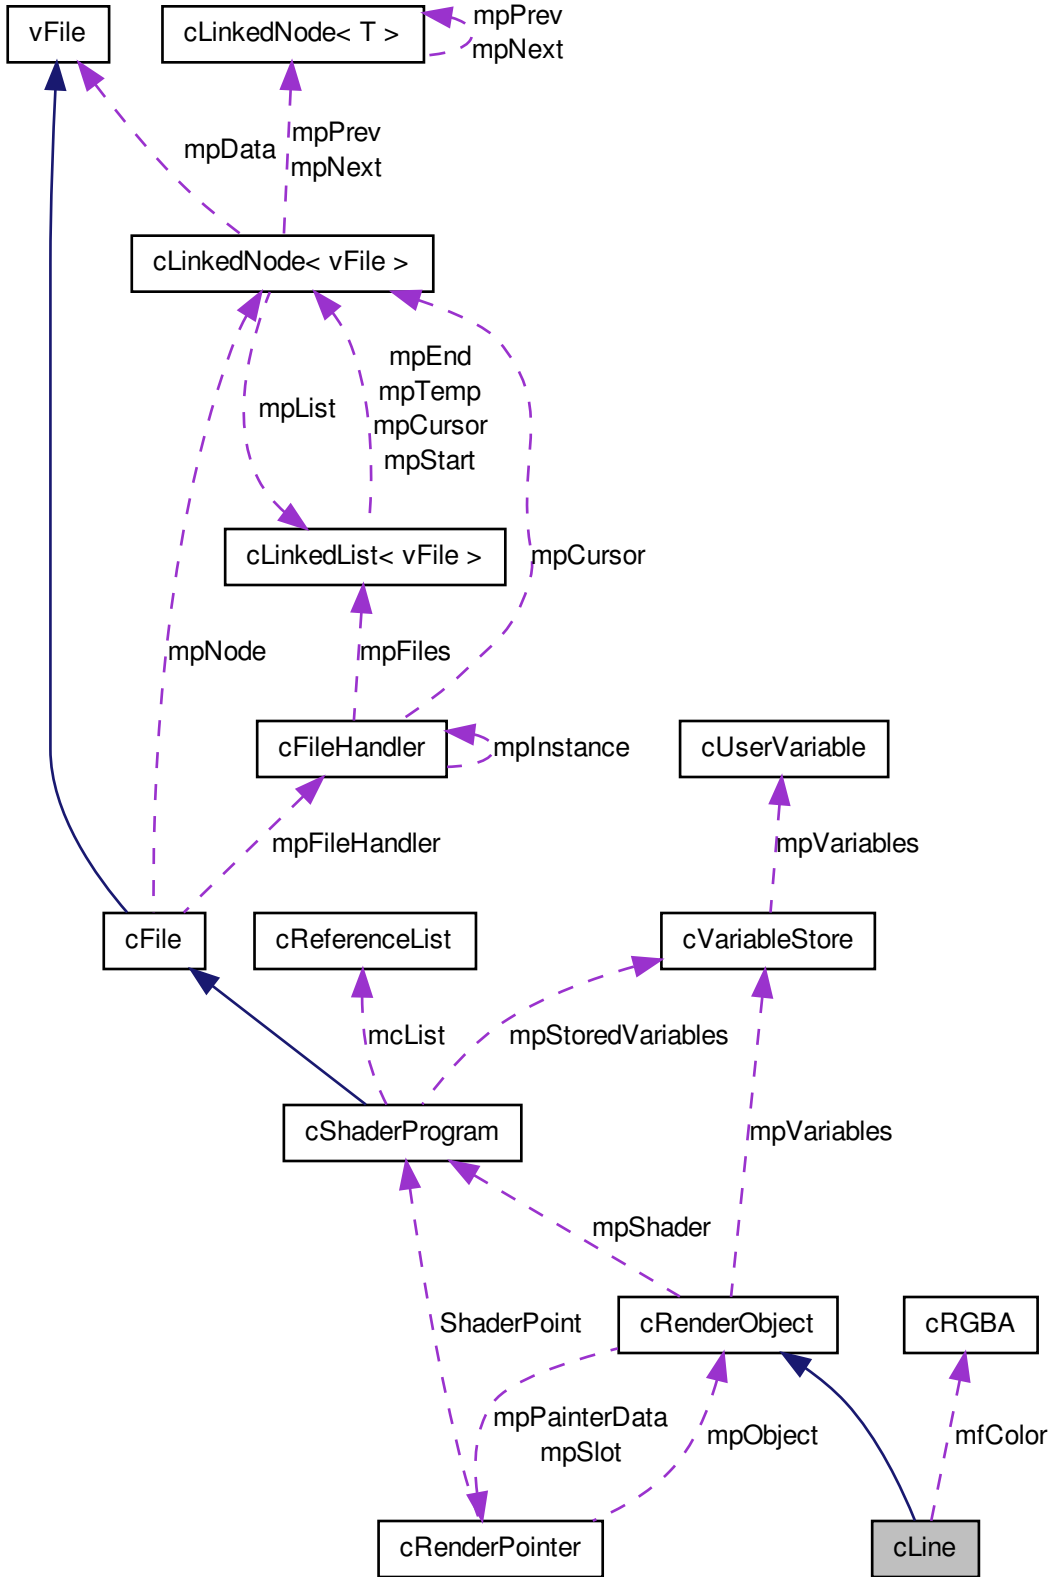 vFile
cLinkedNode< T >
mpPrev
mpNext
mpData
mpPrev
mpNext
cLinkedNode< vFile >
mpList
mpEnd
mpTemp
mpCursor
mpStart
cLinkedList< vFile >
mpCursor
mpNode
mpFiles
cFileHandler
mpInstance
cUserVariable
mpFileHandler
mpVariables
cFile
cReferenceList
cVariableStore
mcList
mpStoredVariables
cShaderProgram
mpVariables
mpShader
ShaderPoint
cRenderObject
cRGBA
mpPainterData
mpSlot
mpObject
mfColor
cRenderPointer
cLine